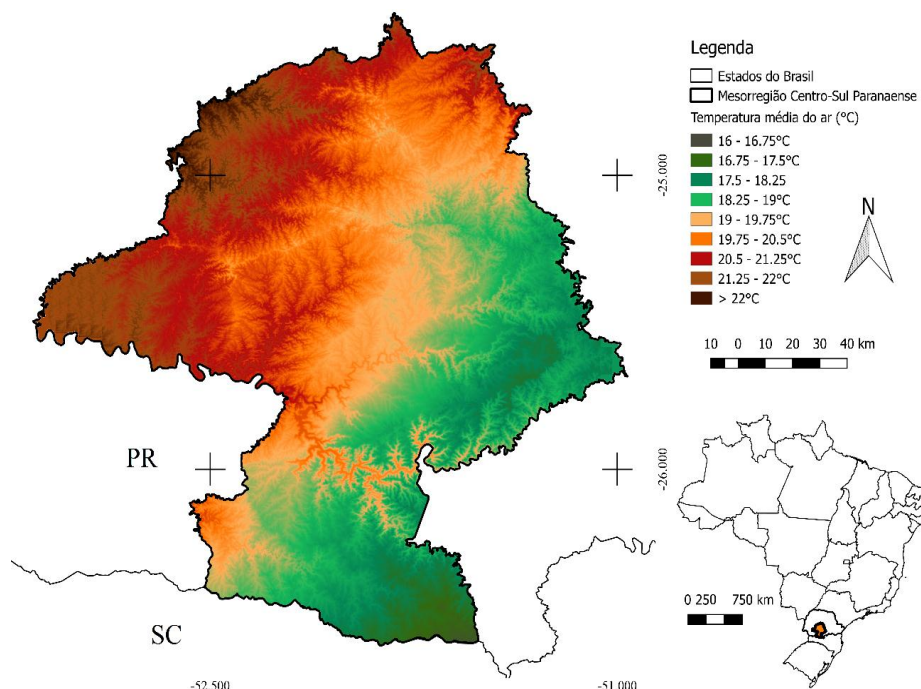 Legenda
Estados do Brasil
Mesorregião Centro-Sul Paranaense
Temperatura média do ar (°C)
16 - 16.75°C
16.75 - 17.5°C
17.5 - 18.25
18.25 - 19°C
19 - 19.75°C
19.75 - 20.5°C
20.5 - 21.25°C
21.25 - 22°C
> 22°C
-25.000
N
10 0 10 20 30 40 km
PR
-26.000
0 250 750 km
SC
-52.500
-51.000